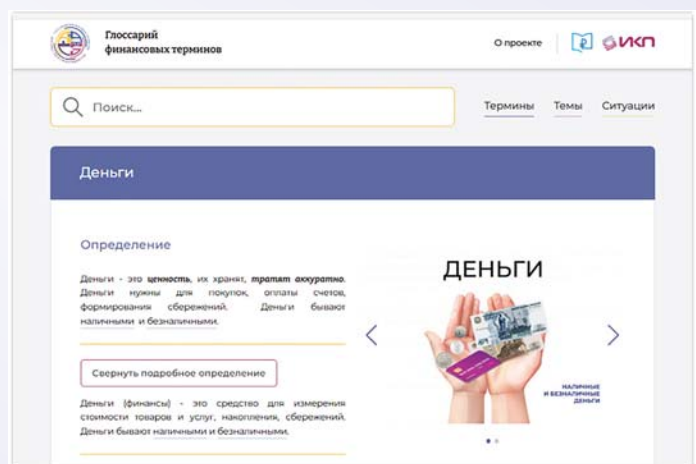 Глоссарий
финансовых терминов
О проекте
ИКП
Поиск...
Термины Темы Ситуации
Деньги
Определение
Деньги - это ценность, их хранят, тратят аккуратно.
Деньги нужны для покупок, оплаты счетов,
формирования сбережений. Деньги бывают
наличными и безналичными.
Свернуть подробное определение
Деньги (финансы) - это средство для измерения
стоимости товаров и услуг, накопления, сбережений.
Деньги бывают наличными и безналичными.
ДЕНЬГИ
НАЛИЧНЫЕ
И БЕЗНАЛИЧНЫЕ
ДЕНЬГИ